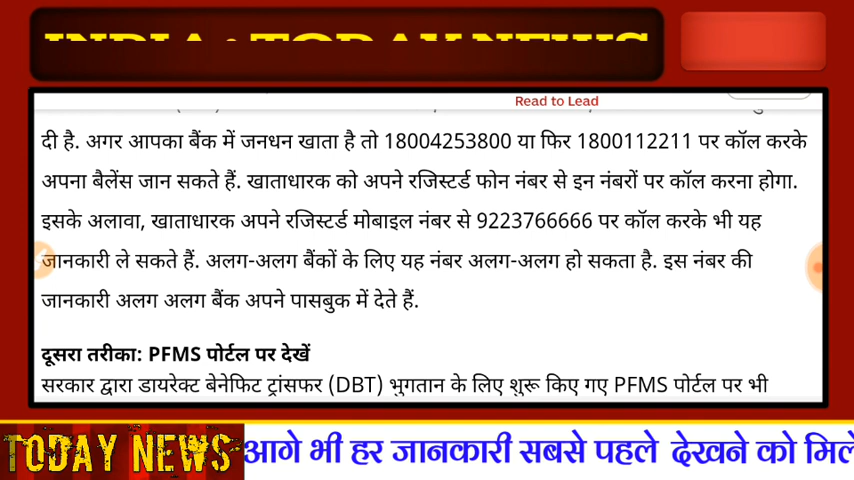 INDIA : TODAY NEWS
Read to Lead
दी है. अगर आपका बैंक में जनधन खाता है तो 18004253800 या फिर 1800112211 पर कॉल करके
अपना बैलेंस जान सकते हैं. खाताधारक को अपने रजिस्टर्ड फोन नंबर से इन नंबरों पर कॉल करना होगा.
इसके अलावा, खाताधारक अपने रजिस्टर्ड मोबाइल नंबर से 9223766666 पर कॉल करके भी यह
जानकारी ले सकते हैं. अलग-अलग बैंकों के लिए यह नंबर अलग-अलग हो सकता है. इस नंबर की
जानकारी अलग अलग बैंक अपने पासबुक में देते हैं.
दूसरा तरीका: PFMS पोर्टल पर देखें
सरकार द्वारा डायरेक्ट बेनेफिट ट्रांसफर (DBT) भुगतान के लिए शुरू किए गए PFMS पोर्टल पर भी
TODAY NEWS आगे भी हर जानकारी सबसे पहले देखने को मिले